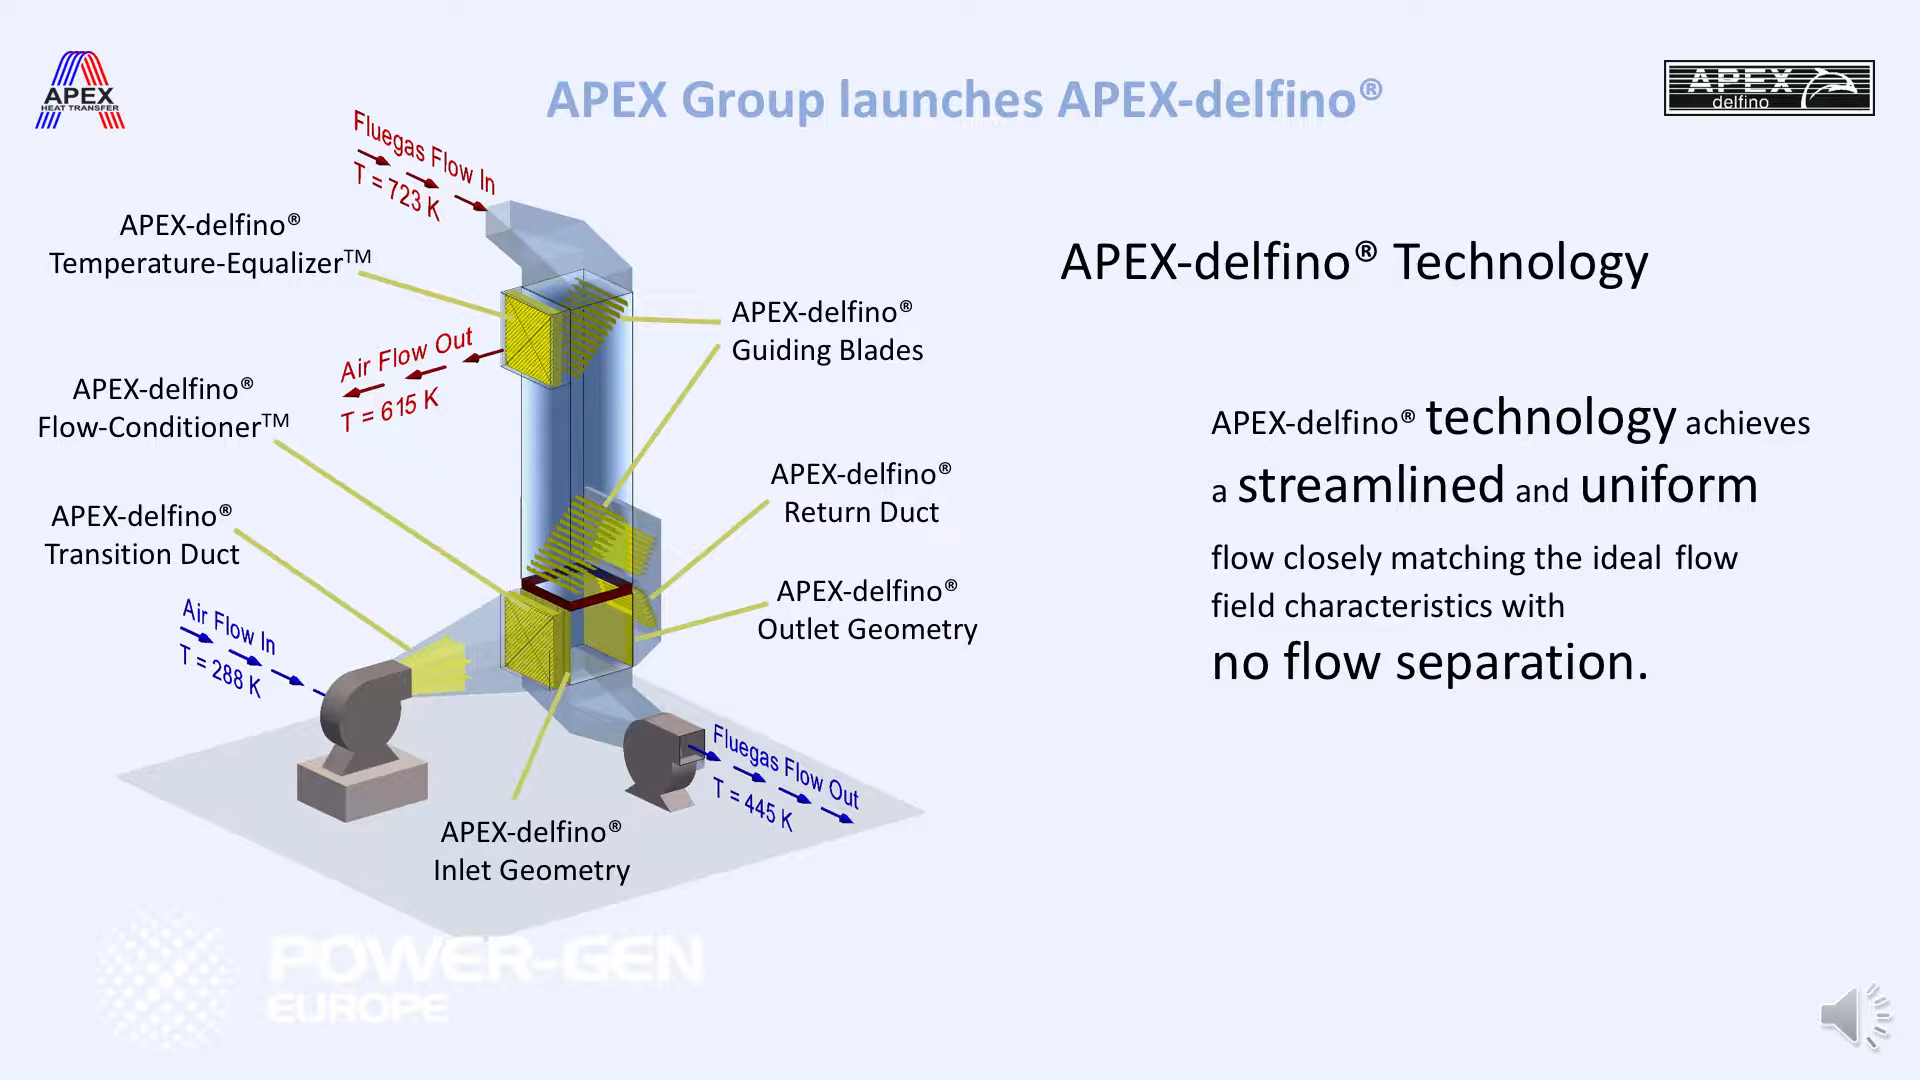 APEX
HEAT TRANSFER
APEX Group launches APEX-delfino®
APEX
delfino
Fluegas Flow In
T = 723 K
APEX-delfino®
Temperature-Equalizer™
APEX-delfino®
Guiding Blades
Air Flow Out
T = 615 K
APEX-delfino®
Flow-Conditioner™
APEX-delfino®
Return Duct
APEX-delfino®
Transition Duct
APEX-delfino®
Outlet Geometry
Air Flow In
T = 288 K
Fluegas Flow Out
T = 445 K
APEX-delfino®
Inlet Geometry
APEX-delfino® Technology
APEX-delfino® technology achieves
a streamlined and uniform
flow closely matching the ideal flow
field characteristics with
no flow separation.
POWER-GEN
EUROPE